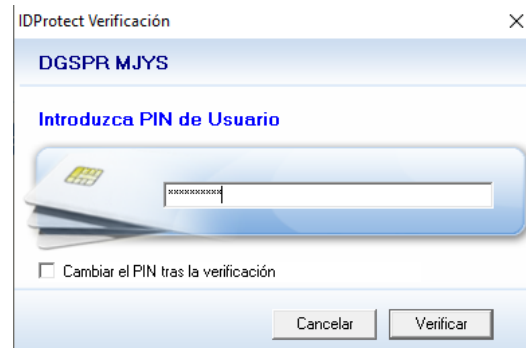 IDProtect Verificación
DGSPR MJYS
Introduzca PIN de Usuario
**********
Cambiar el PIN tras la verificación
Cancelar
Verificar